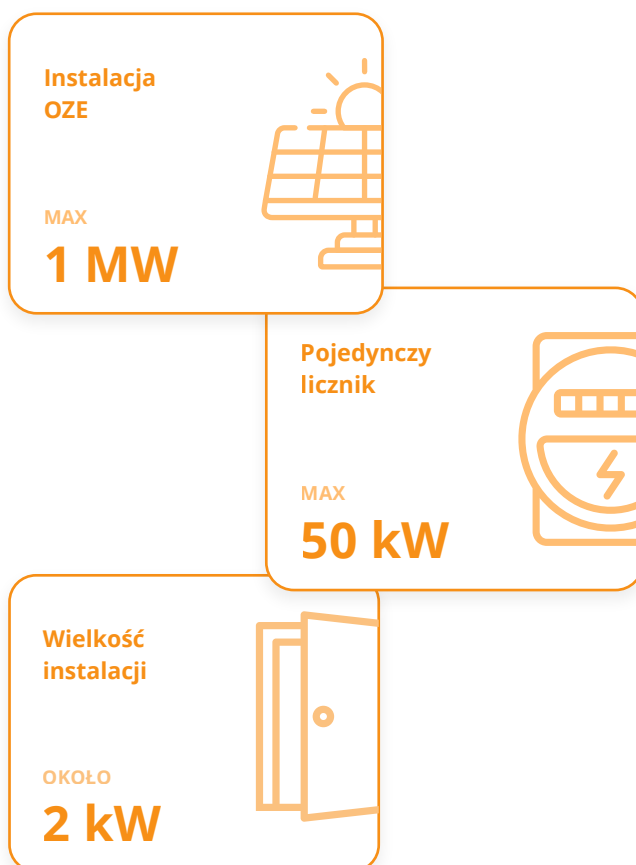 Instalacja
OZE
MAX
1 MW
Pojedynczy
licznik
MAX
50 kW
Wielkość
instalacji
OKOŁO
2 kW